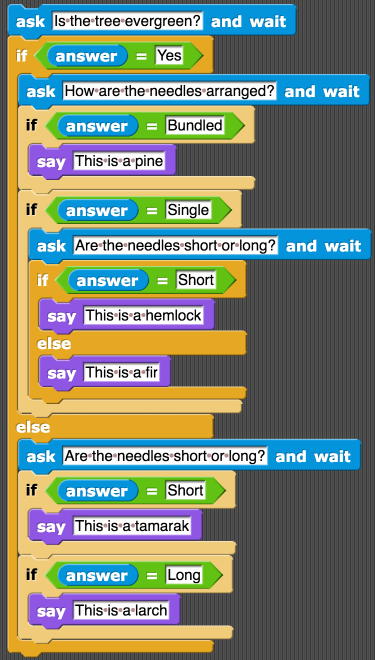 ask Is the tree evergreen? and wait
if answer = Yes
ask How are the needles arranged? and wait
if answer = Bundled
say This is a pine
if answer = Single
ask Are the needles short or long? and wait
if answer = Short
say This is a hemlock
else
say This is a fir
else
ask Are the needles short or long? and wait
if answer = Short
say This is a tamarak
if answer = Long
say This is a larch